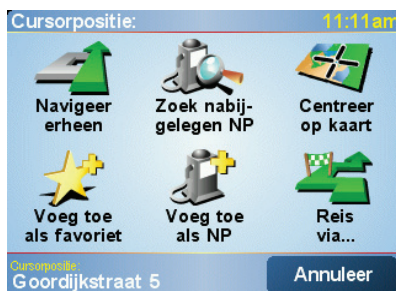 Cursorpositie: 11:11am
Navigeer
erheen
Zoek nabij-
gelegen NP
Centreer
op kaart
Voeg toe
als favoriet
Voeg toe
als NP
Reis
via...
Cursorpositie:
Goordijkstraat 5
Annuleer